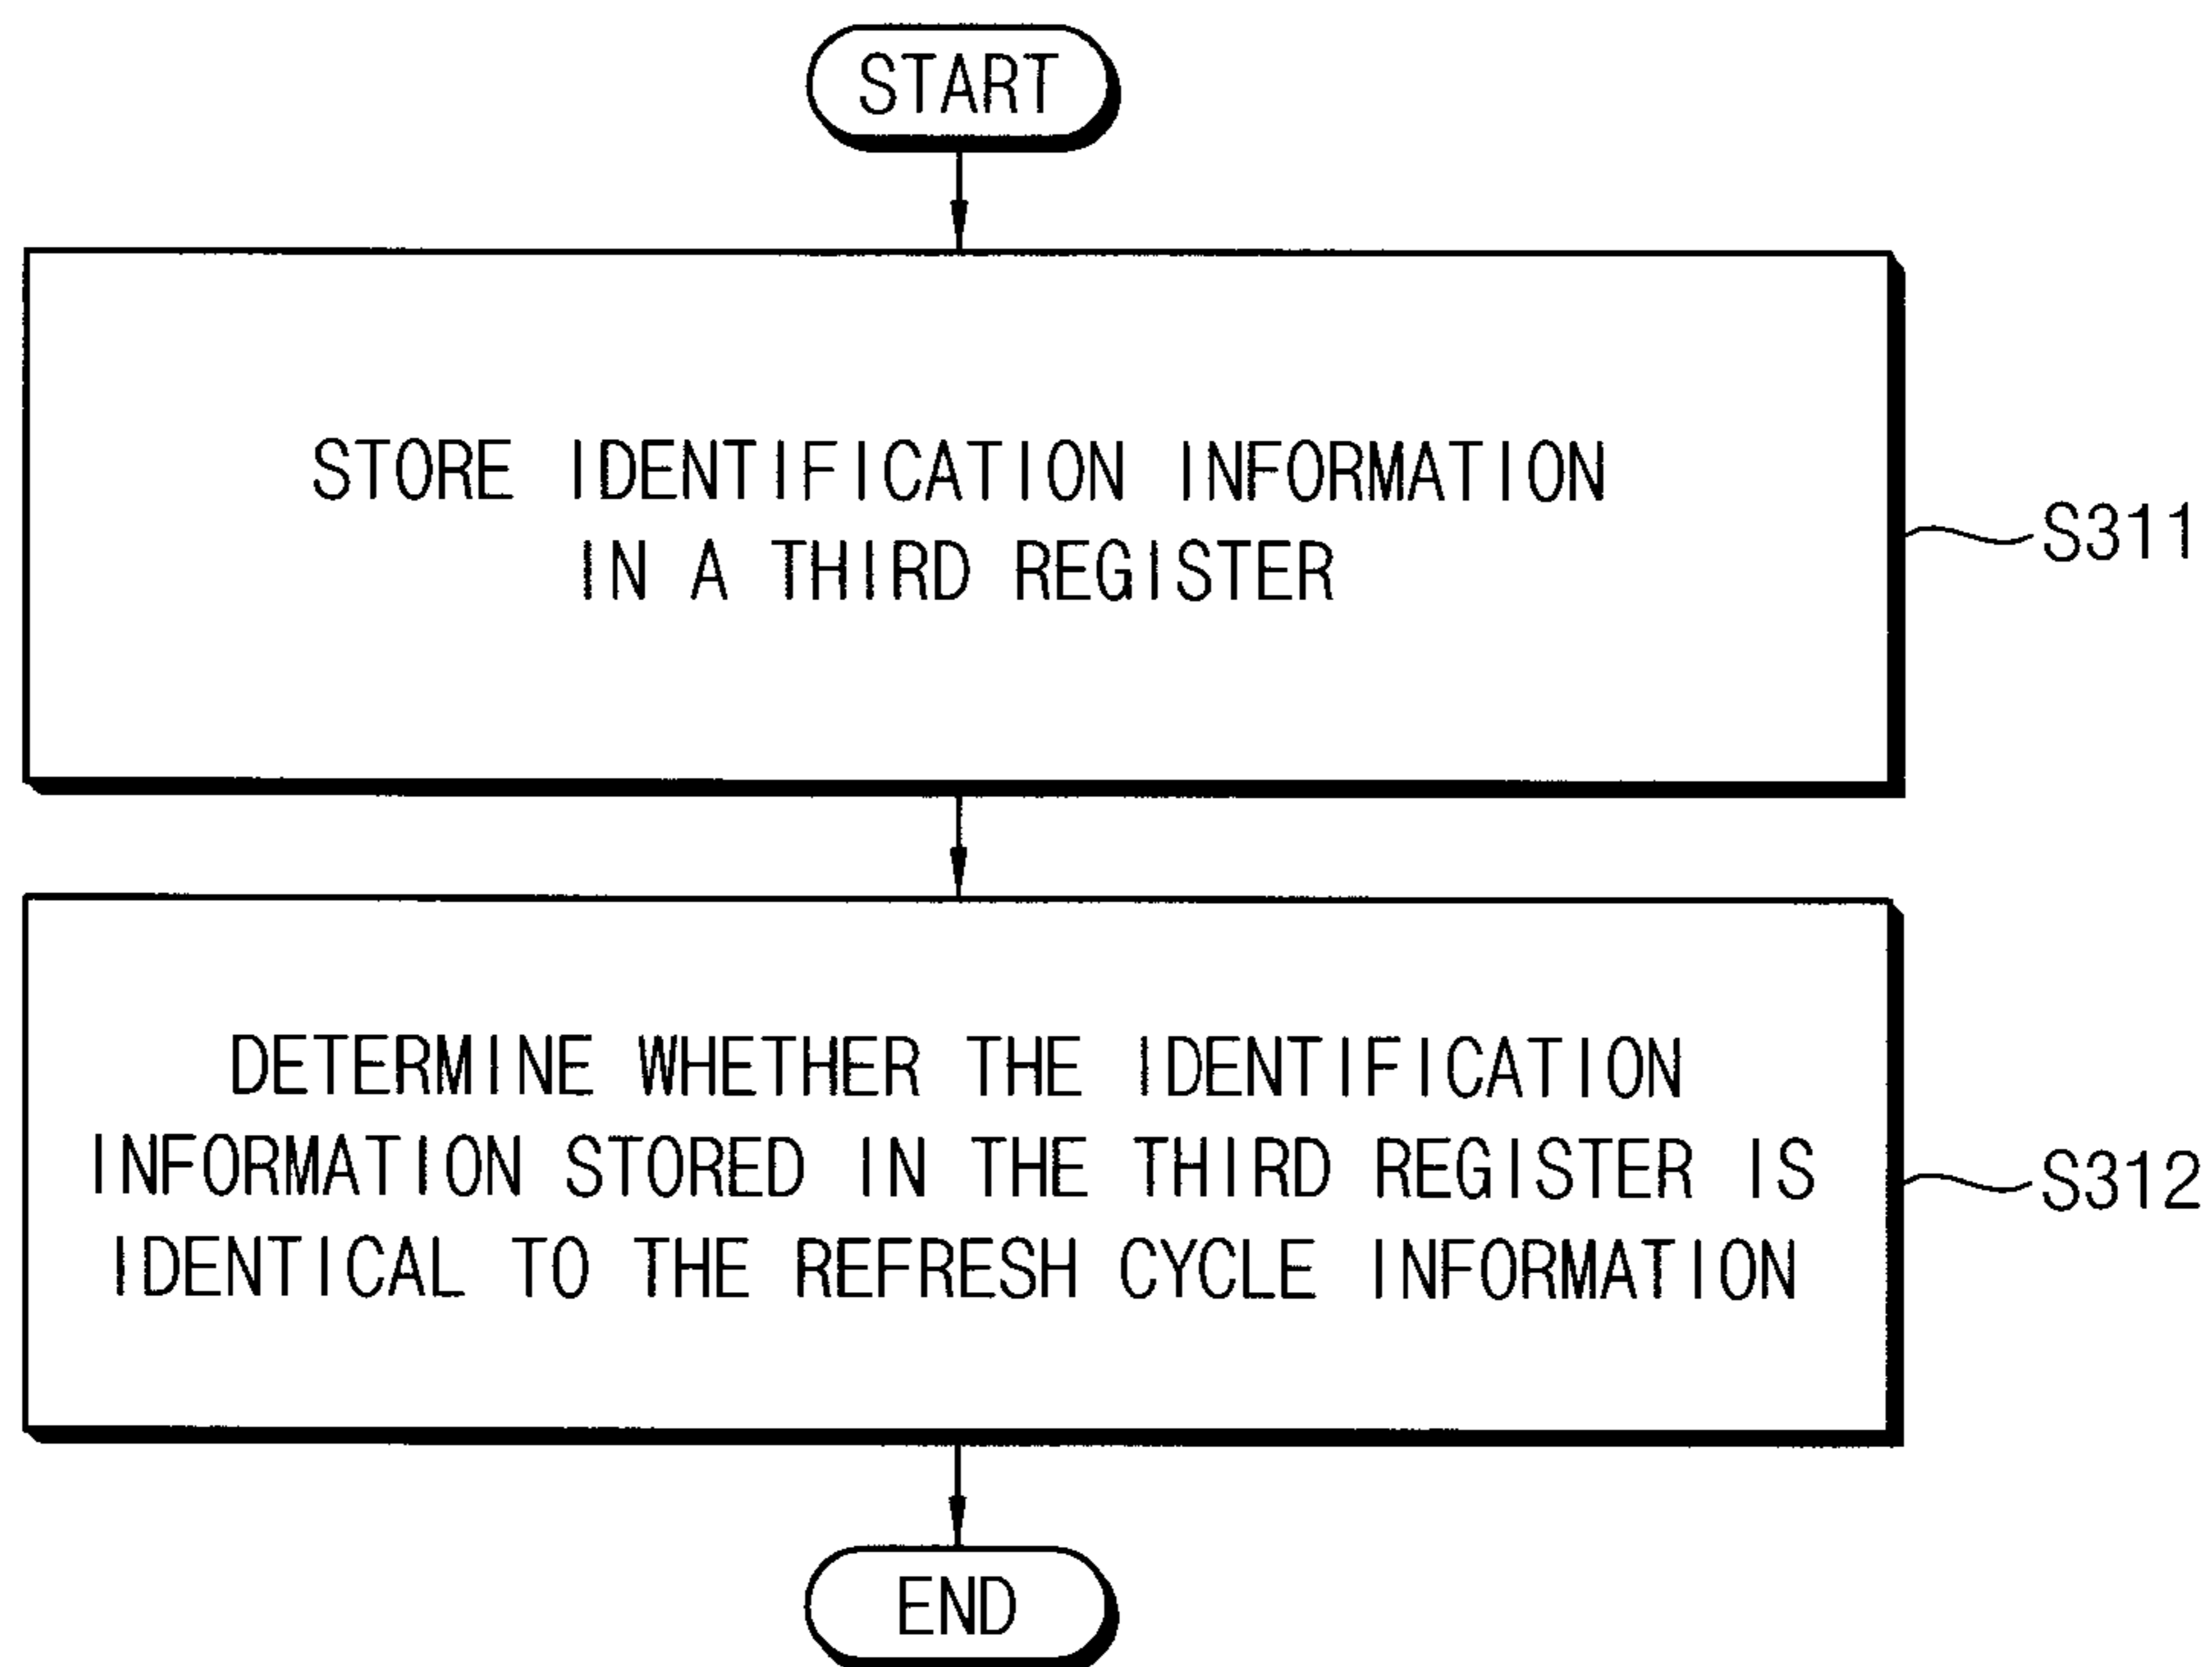 START
STORE IDENTIFICATION INFORMATION
IN A THIRD REGISTER
S311
DETERMINE WHETHER THE IDENTIFICATION
INFORMATION STORED IN THE THIRD REGISTER IS
IDENTICAL TO THE REFRESH CYCLE INFORMATION
S312
END